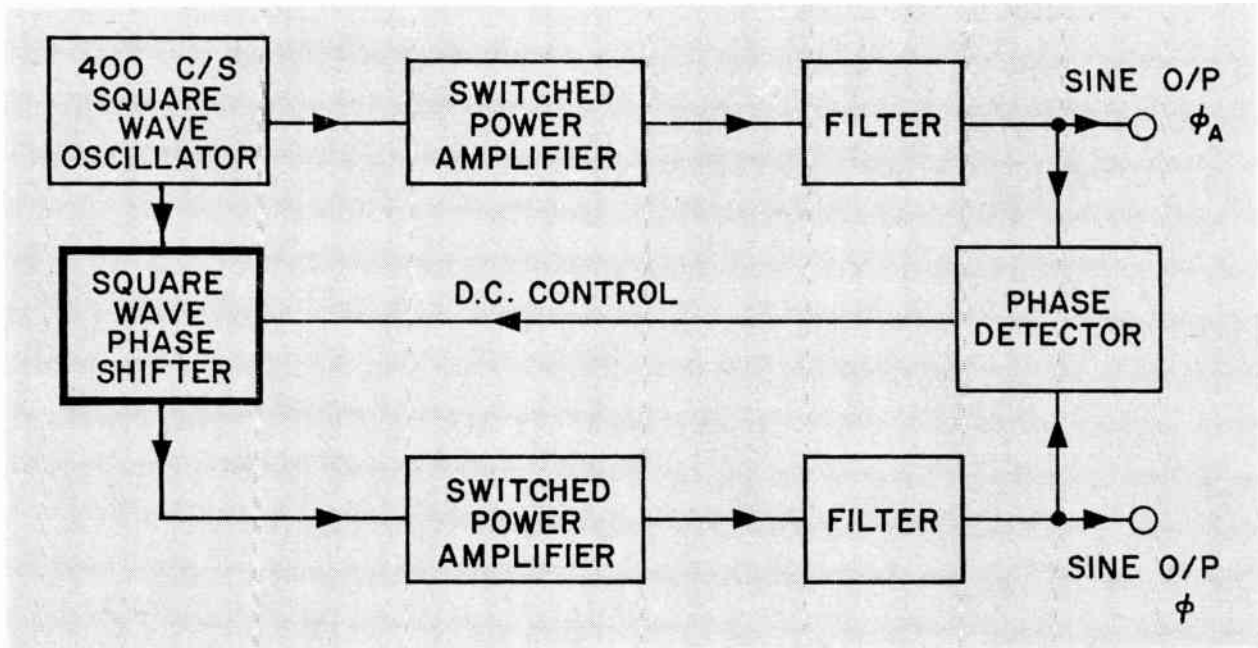 400 C/S
SQUARE
WAVE
OSCILLATOR
SWITCHED
POWER
AMPLIFIER
FILTER
SINE O/P
ϕA
SQUARE
WAVE
PHASE
SHIFTER
D.C. CONTROL
PHASE
DETECTOR
SWITCHED
POWER
AMPLIFIER
FILTER
SINE O/P
ϕ